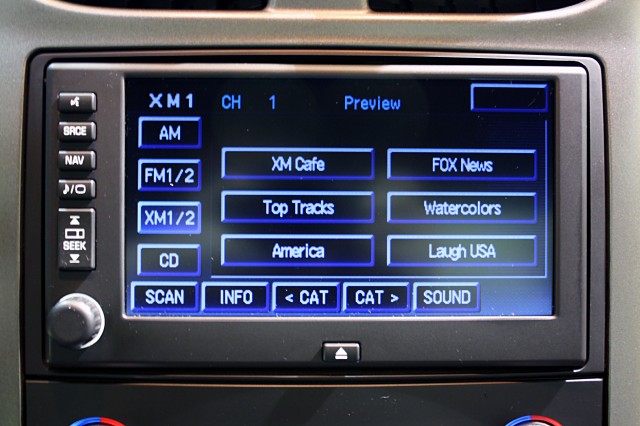 XM1 CH 1 Preview
AM
FM1/2
XM1/2
CD
XM Cafe FOX News
Top Tracks Watercolors
America Laugh USA
SCAN INFO < CAT CAT > SOUND
SRCE
NAV
SEEK